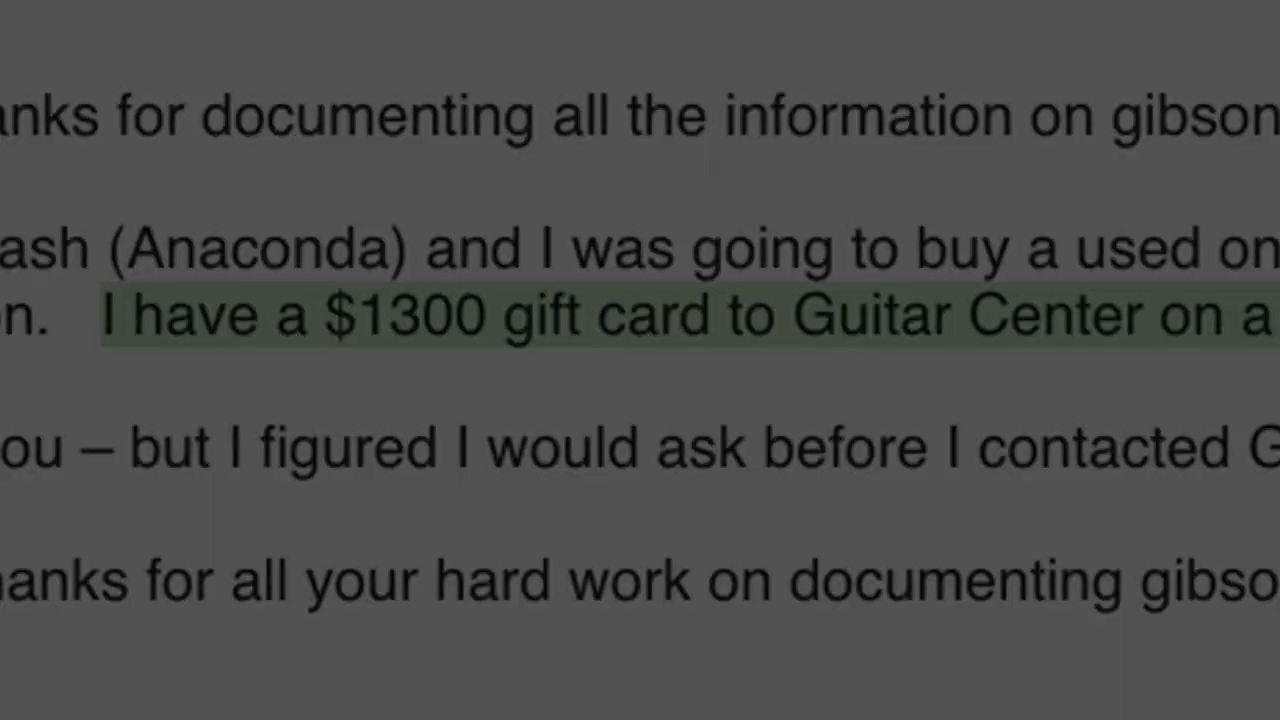 anks for documenting all the information on gibson
ash (Anaconda) and I was going to buy a used on
n. I have a $1300 gift card to Guitar Center on a
ou – but I figured I would ask before I contacted G
hanks for all your hard work on documenting gibso